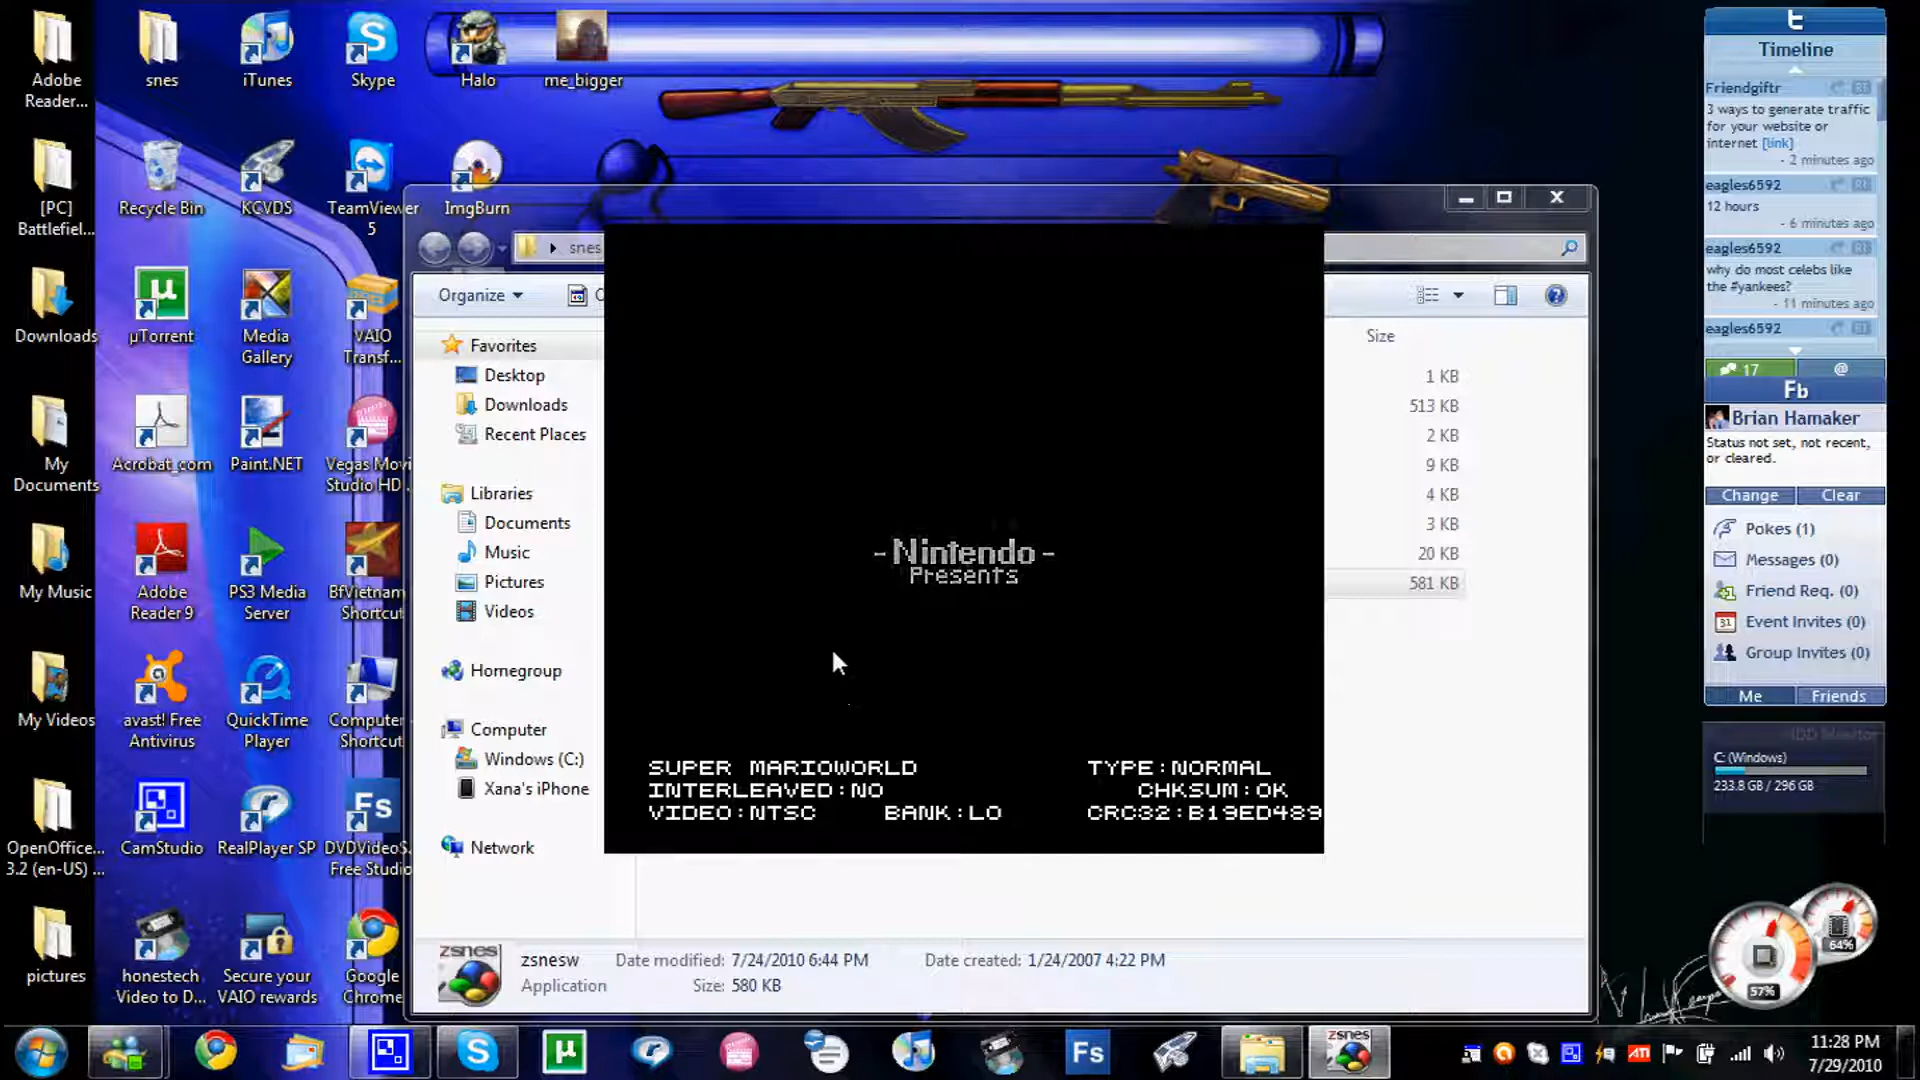 Adobe
Reader...
snes
iTunes
Skype
Halo
me_bigger
[PC]
Battlefiel...
Recycle Bin
KCVDS
TeamViewer
5
ImgBurn
Downloads
µTorrent
Media
Gallery
VAIO
Transf...
My
Documents
Acrobat_com
Paint.NET
Vegas Movi
Studio HD
My Music
Adobe
Reader 9
PS3 Media
Server
BfVietnam
Shortcut
My Videos
avast! Free
Antivirus
QuickTime
Player
Computer
Shortcut
OpenOffice...
3.2 (en-US) ...
CamStudio
RealPlayer SP
DVDVideoS.
Free Studio
pictures
honestech
Video to D...
Secure your
VAIO rewards
Google
Chrome
snes
Organize
Size
Favorites
Desktop
Downloads
Recent Places
Libraries
Documents
Music
Pictures
Videos
Homegroup
Computer
Windows (C:)
Xana's iPhone
Network
1 KB
513 KB
2 KB
9 KB
4 KB
3 KB
20 KB
581 KB
-Nintendo-
Presents
SUPER MARIOWORLD TYPE:NORMAL
INTERLEAVED:NO CHKSUM:OK
VIDEO:NTSC BANK:LO CRC32:B19ED489
zsnes
zsnesw Date modified: 7/24/2010 6:44 PM Date created: 1/24/2007 4:22 PM
Application Size: 580 KB
Timeline
Friendgiftr
3 ways to generate traffic
for your website or
internet [link]
- 2 minutes ago
eagles6592
12 hours
- 6 minutes ago
eagles6592
why do most celebs like
the #yankees?
- 11 minutes ago
eagles6592
17 @
Fb
Brian Hamaker
Status not set, not recent,
or cleared.
Change Clear
Pokes (1)
Messages (0)
Friend Req. (0)
Event Invites (0)
Group Invites (0)
Me Friends
HDD Monitor
C: (Windows)
233.8 GB / 296 GB
64%
57%
Fs
zsnes
ATI
11:28 PM
7/29/2010